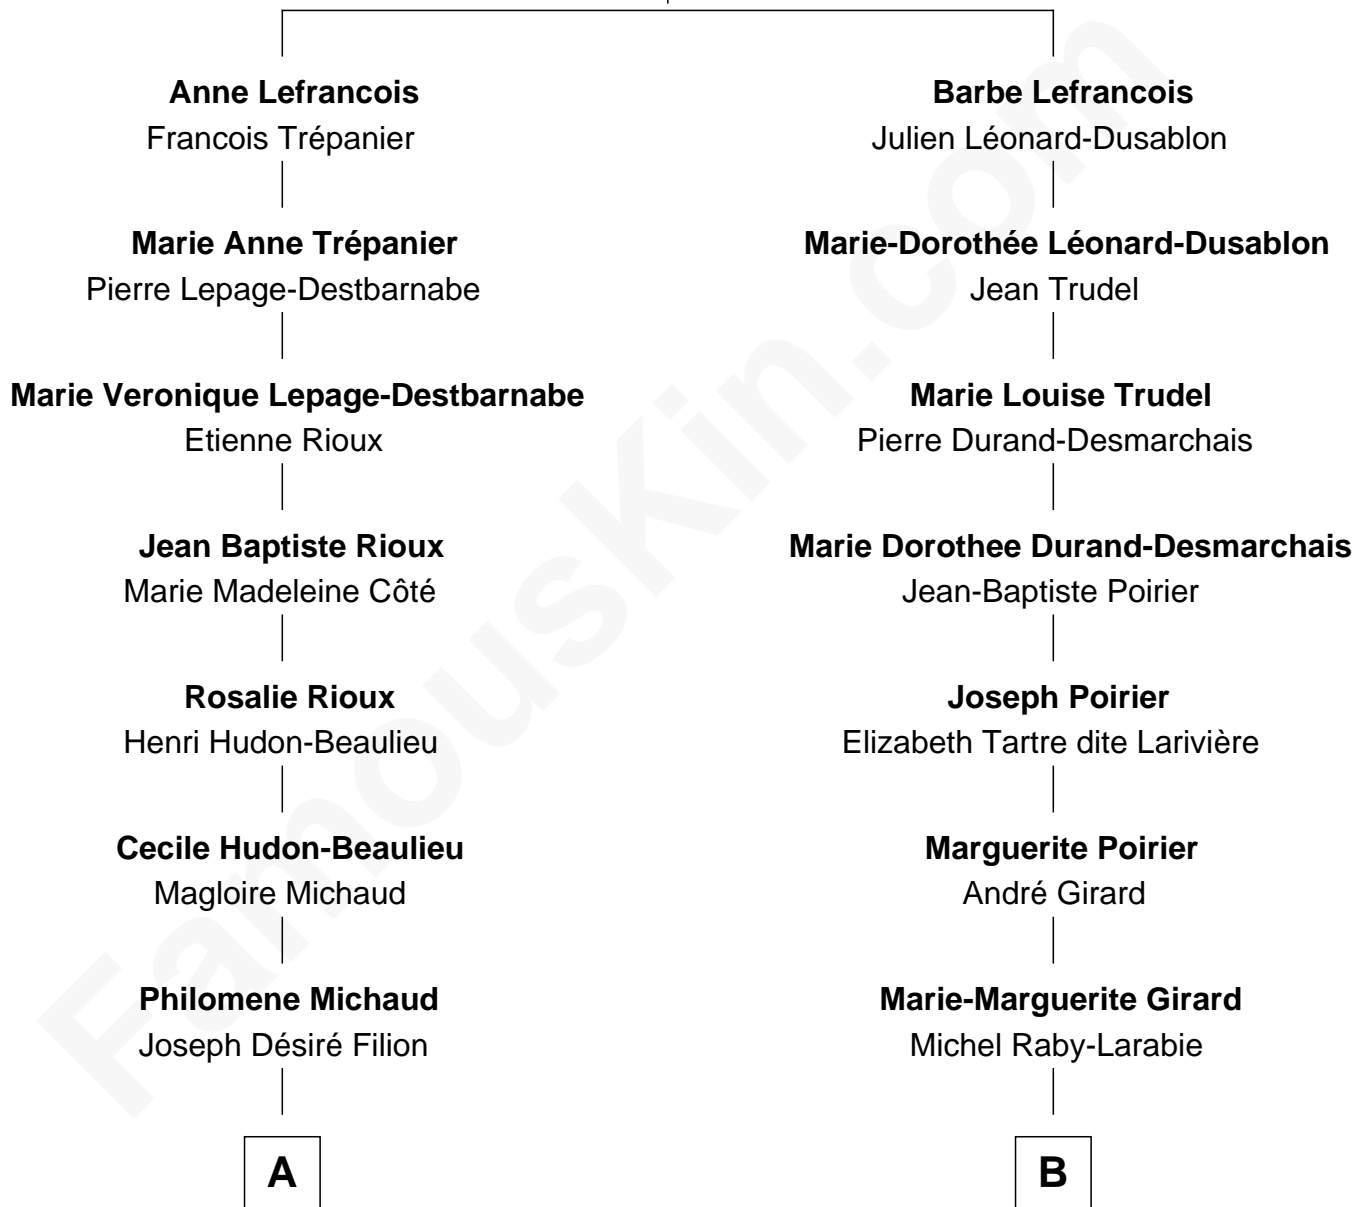 Anne Lefrancois
Francois Trépanier
Marie Anne Trépanier
Pierre Lepage-Destbarnabe
Marie Veronique Lepage-Destbarnabe
Etienne Rioux
Jean Baptiste Rioux
Marie Madeleine Côté
Rosalie Rioux
Henri Hudon-Beaulieu
Cecile Hudon-Beaulieu
Magloire Michaud
Philomene Michaud
Joseph Désiré Filion
A
Barbe Lefrancois
Julien Léonard-Dusablon
Marie-Dorothée Léonard-Dusablon
Jean Trudel
Marie Louise Trudel
Pierre Durand-Desmarchais
Marie Dorothee Durand-Desmarchais
Jean-Baptiste Poirier
Joseph Poirier
Elizabeth Tartre dite Larivière
Marguerite Poirier
André Girard
Marie-Marguerite Girard
Michel Raby-Larabie
B
FamousKin.com